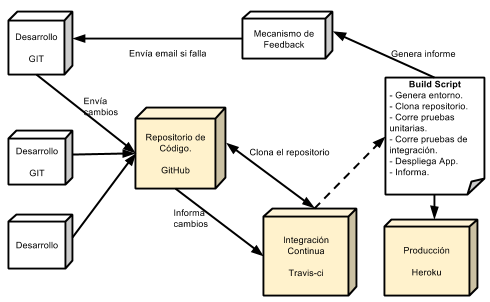 Desarrollo
GIT
Mecanismo de
Feedback
Envía email si falla
Genera informe
Envía
cambios
Build Script
- Genera entorno.
- Clona repositorio.
- Corre pruebas
unitarias.
- Corre pruebas de
integración.
- Despliega App.
- Informa.
Desarrollo
GIT
Repositorio de
Código.
GitHub
Clona el repositorio
Desarrollo
Informa
cambios
Integración
Continua
Travis-ci
Producción
Heroku